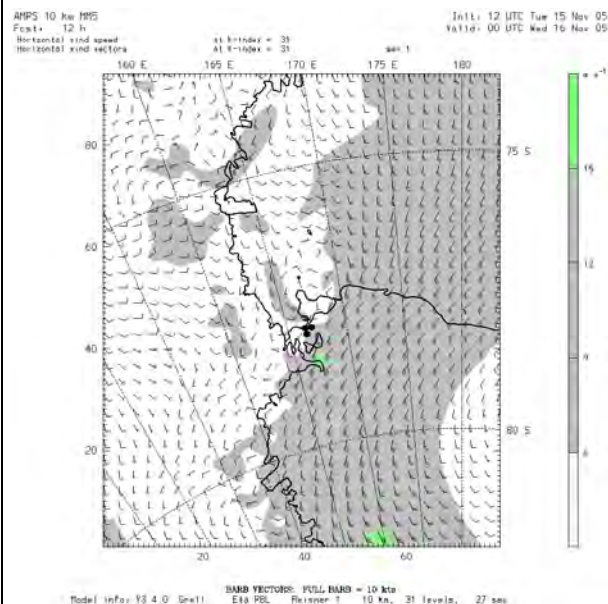 AMPS 10 km MM5 Init: 12 UTC Tue 15 Nov 05
Fcst: 12 h Valid: 00 UTC Wed 16 Nov 05
Horizontal wind speed at k-index = 31
Horizontal wind vectors at k-index = 31 sm= 1
160 E 165 E 170 E 175 E 180
m s⁻¹
80
75 S
15
60
12
40
80 S
20
20 40 60
BARB VECTORS: FULL BARB = 10 kts
Model info: V3.4.0 Grell Eta PBL Reisner 1 10 km, 31 levels, 27 sec